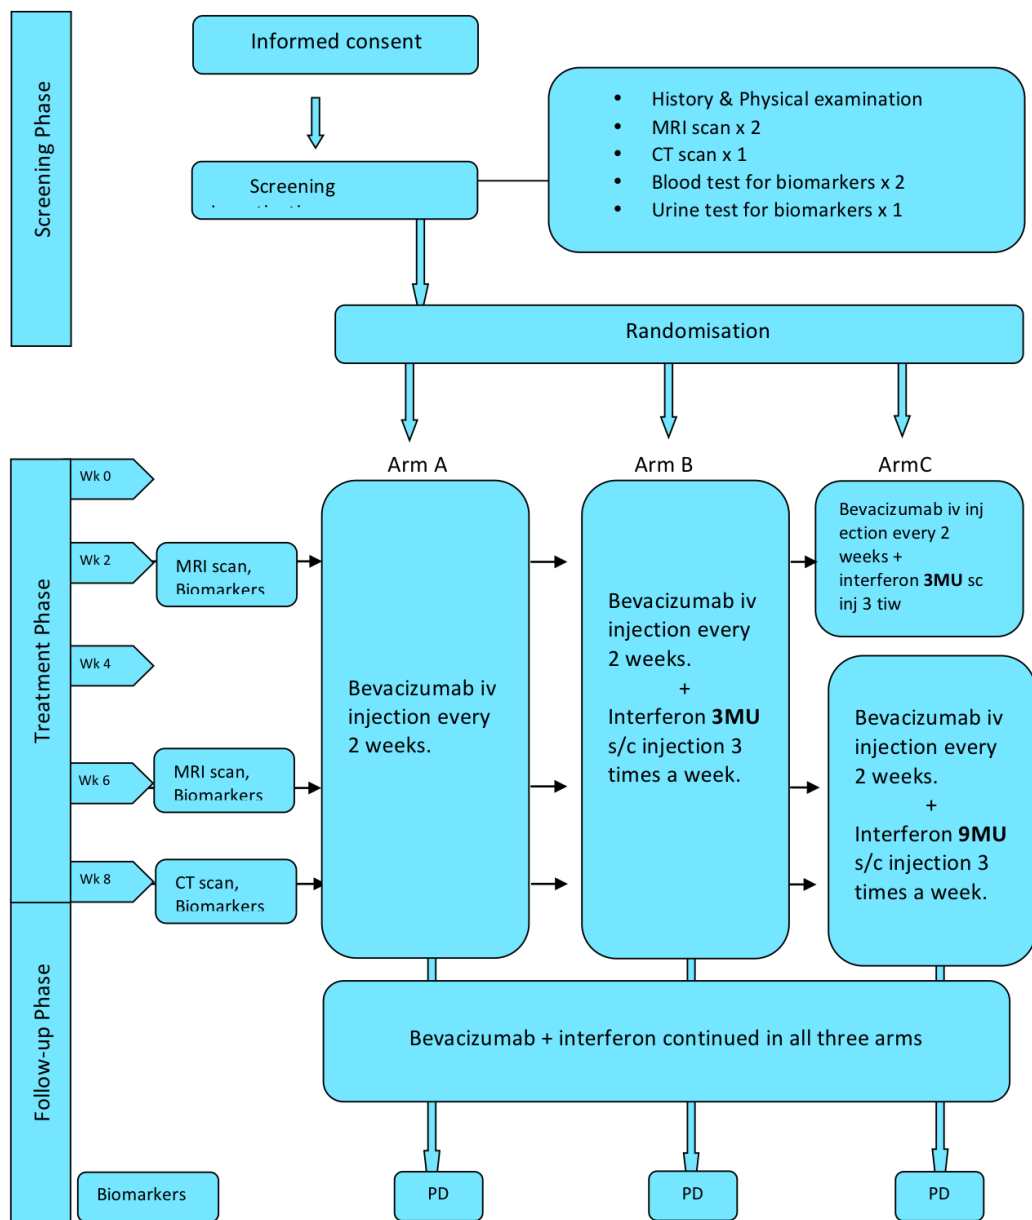 Screening Phase
Informed consent
• History & Physical examination
• MRI scan x 2
• CT scan x 1
• Blood test for biomarkers x 2
• Urine test for biomarkers x 1
Screening
Randomisation
Arm A
Arm B
ArmC
Treatment Phase
Wk 0
Wk 2
MRI scan,
Biomarkers
Wk 4
Wk 6
MRI scan,
Biomarkers
Wk 8
CT scan,
Biomarkers
Bevacizumab iv
injection every
2 weeks.
Bevacizumab iv
injection every
2 weeks.
+
Interferon 3MU
s/c injection 3
times a week.
Bevacizumab iv inj
ection every 2
weeks +
interferon 3MU sc
inj 3 tiw
Bevacizumab iv
injection every
2 weeks.
+
Interferon 9MU
s/c injection 3
times a week.
Follow-up Phase
Bevacizumab + interferon continued in all three arms
Biomarkers
PD
PD
PD